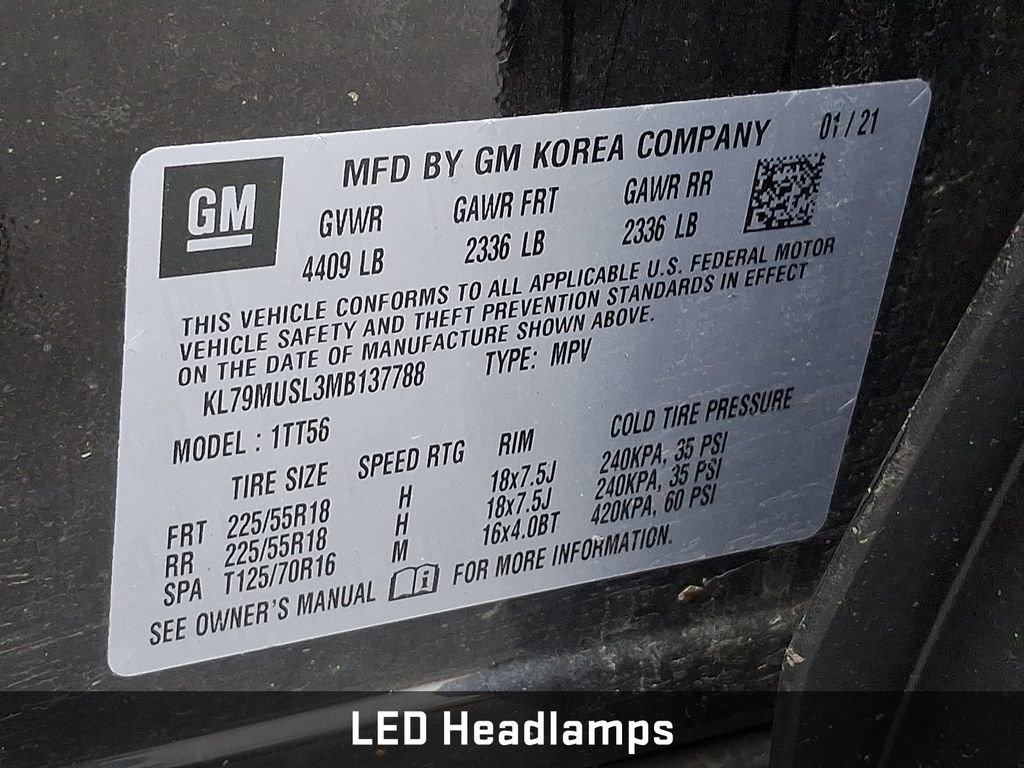 GM
MFD BY GM KOREA COMPANY
01 / 21
GVWR GAWR FRT GAWR RR
4409 LB 2336 LB 2336 LB
THIS VEHICLE CONFORMS TO ALL APPLICABLE U.S. FEDERAL MOTOR
VEHICLE SAFETY AND THEFT PREVENTION STANDARDS IN EFFECT
ON THE DATE OF MANUFACTURE SHOWN ABOVE.
KL79MUSL3MB137788 TYPE: MPV
MODEL : 1TT56
TIRE SIZE SPEED RTG RIM COLD TIRE PRESSURE
FRT 225/55R18 H 18x7.5J 240KPA, 35 PSI
RR 225/55R18 H 18x7.5J 240KPA, 35 PSI
SPA T125/70R16 M 16x4.0BT 420KPA, 60 PSI
SEE OWNER'S MANUAL FOR MORE INFORMATION.
LED Headlamps